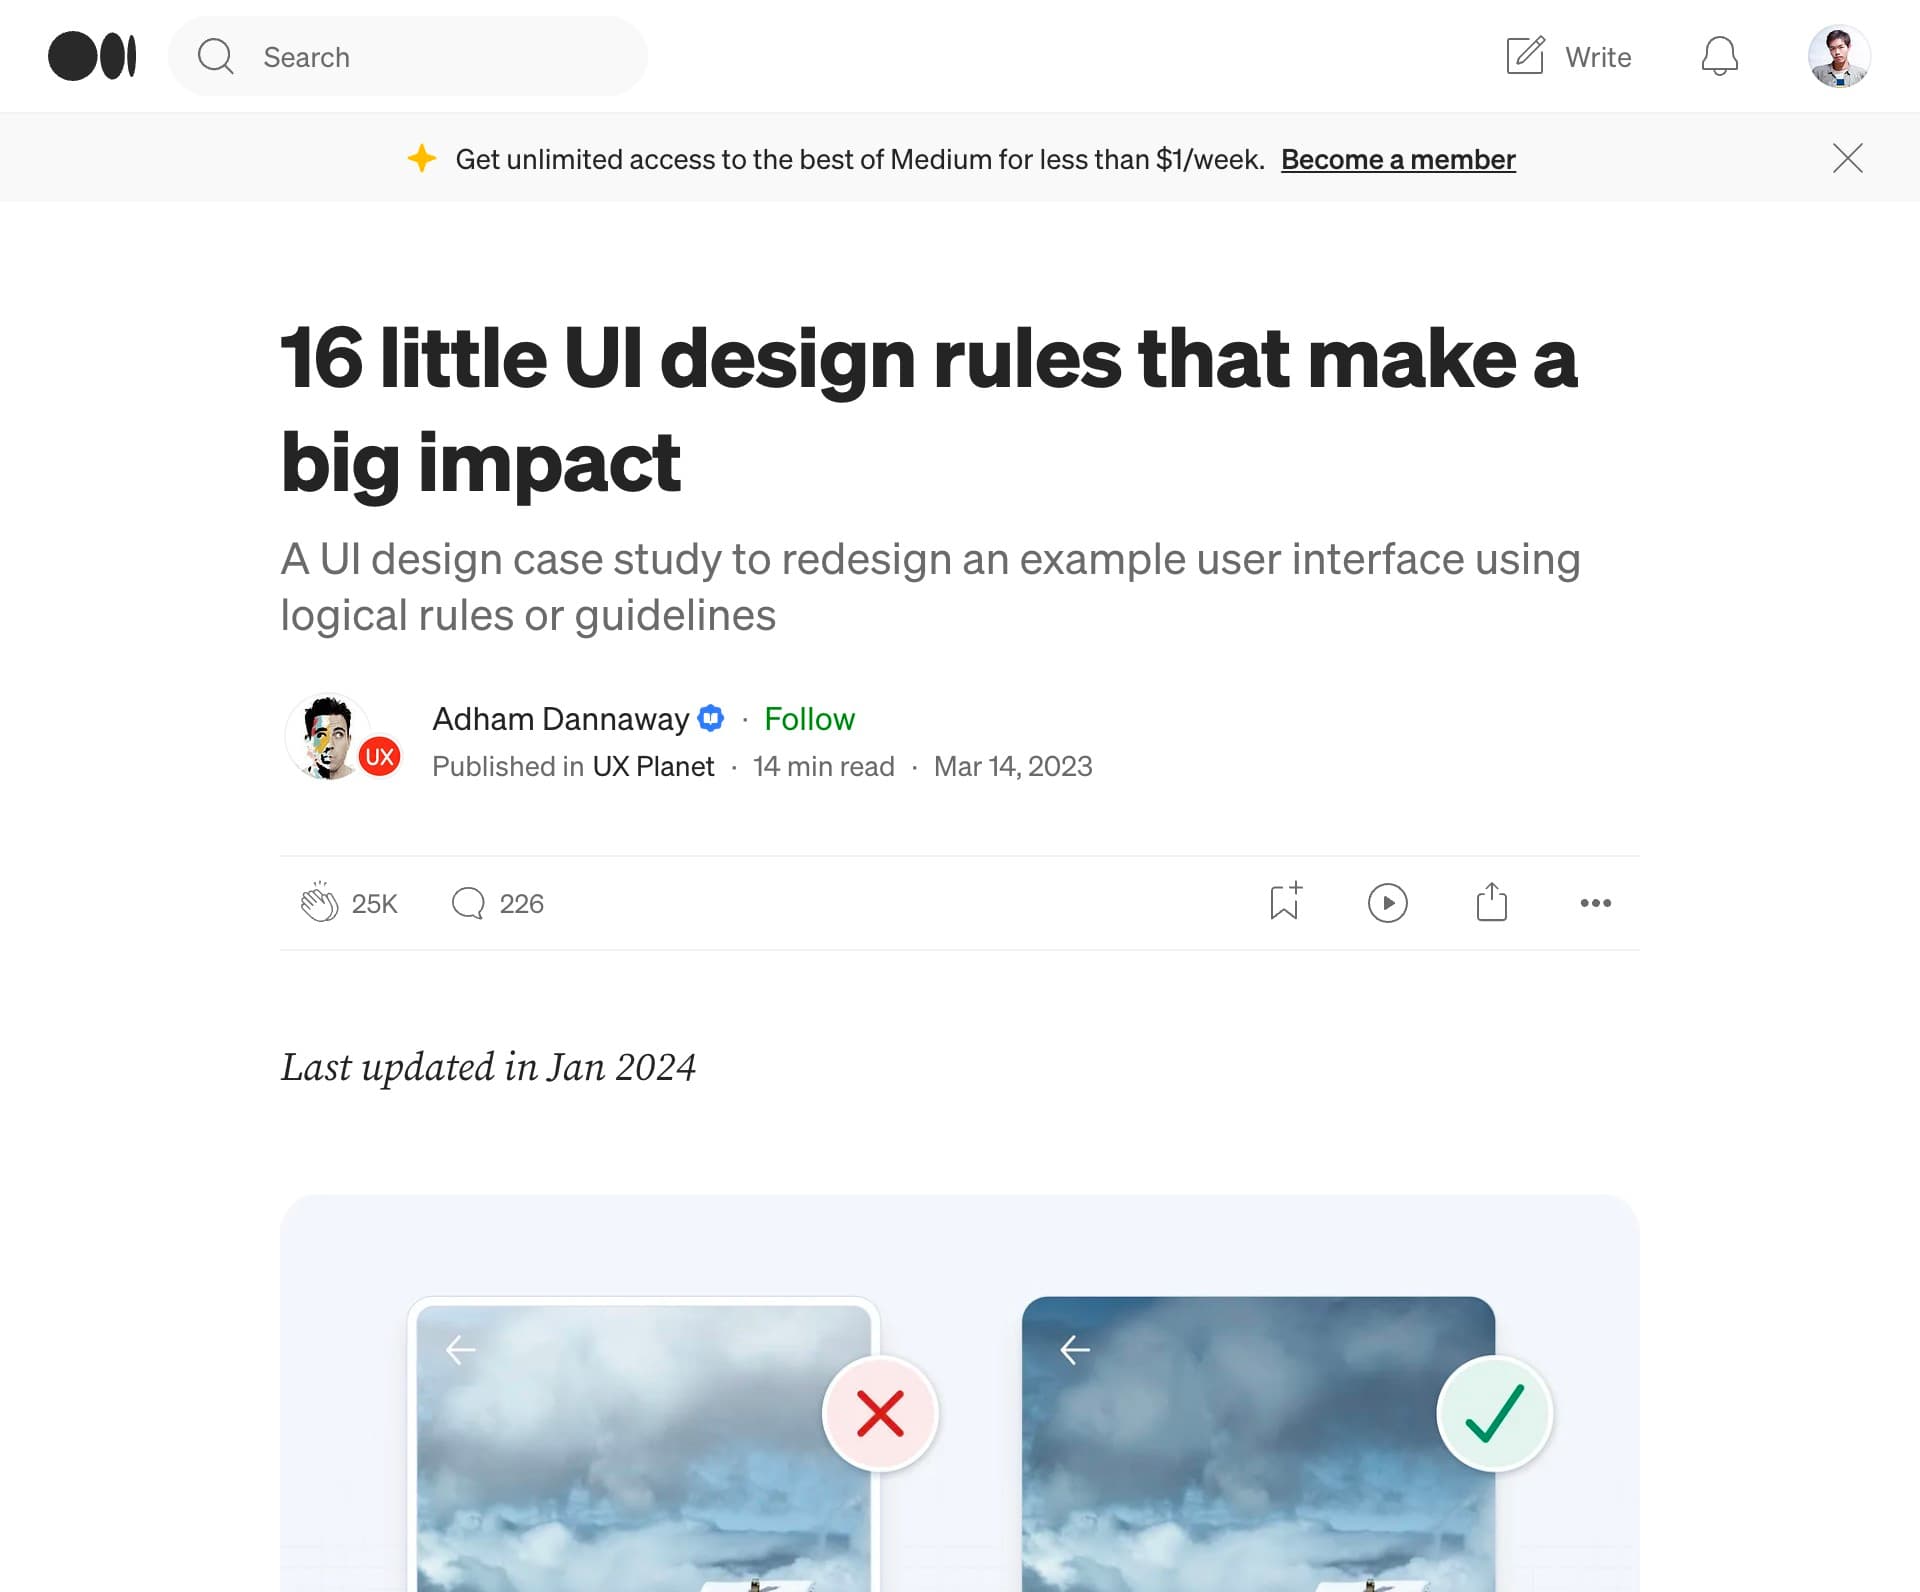 Search
Write
Get unlimited access to the best of Medium for less than $1/week. Become a member
16 little UI design rules that make a
big impact
A UI design case study to redesign an example user interface using
logical rules or guidelines
Adham Dannaway · Follow
UX
Published in UX Planet · 14 min read · Mar 14, 2023
25K 226
Last updated in Jan 2024